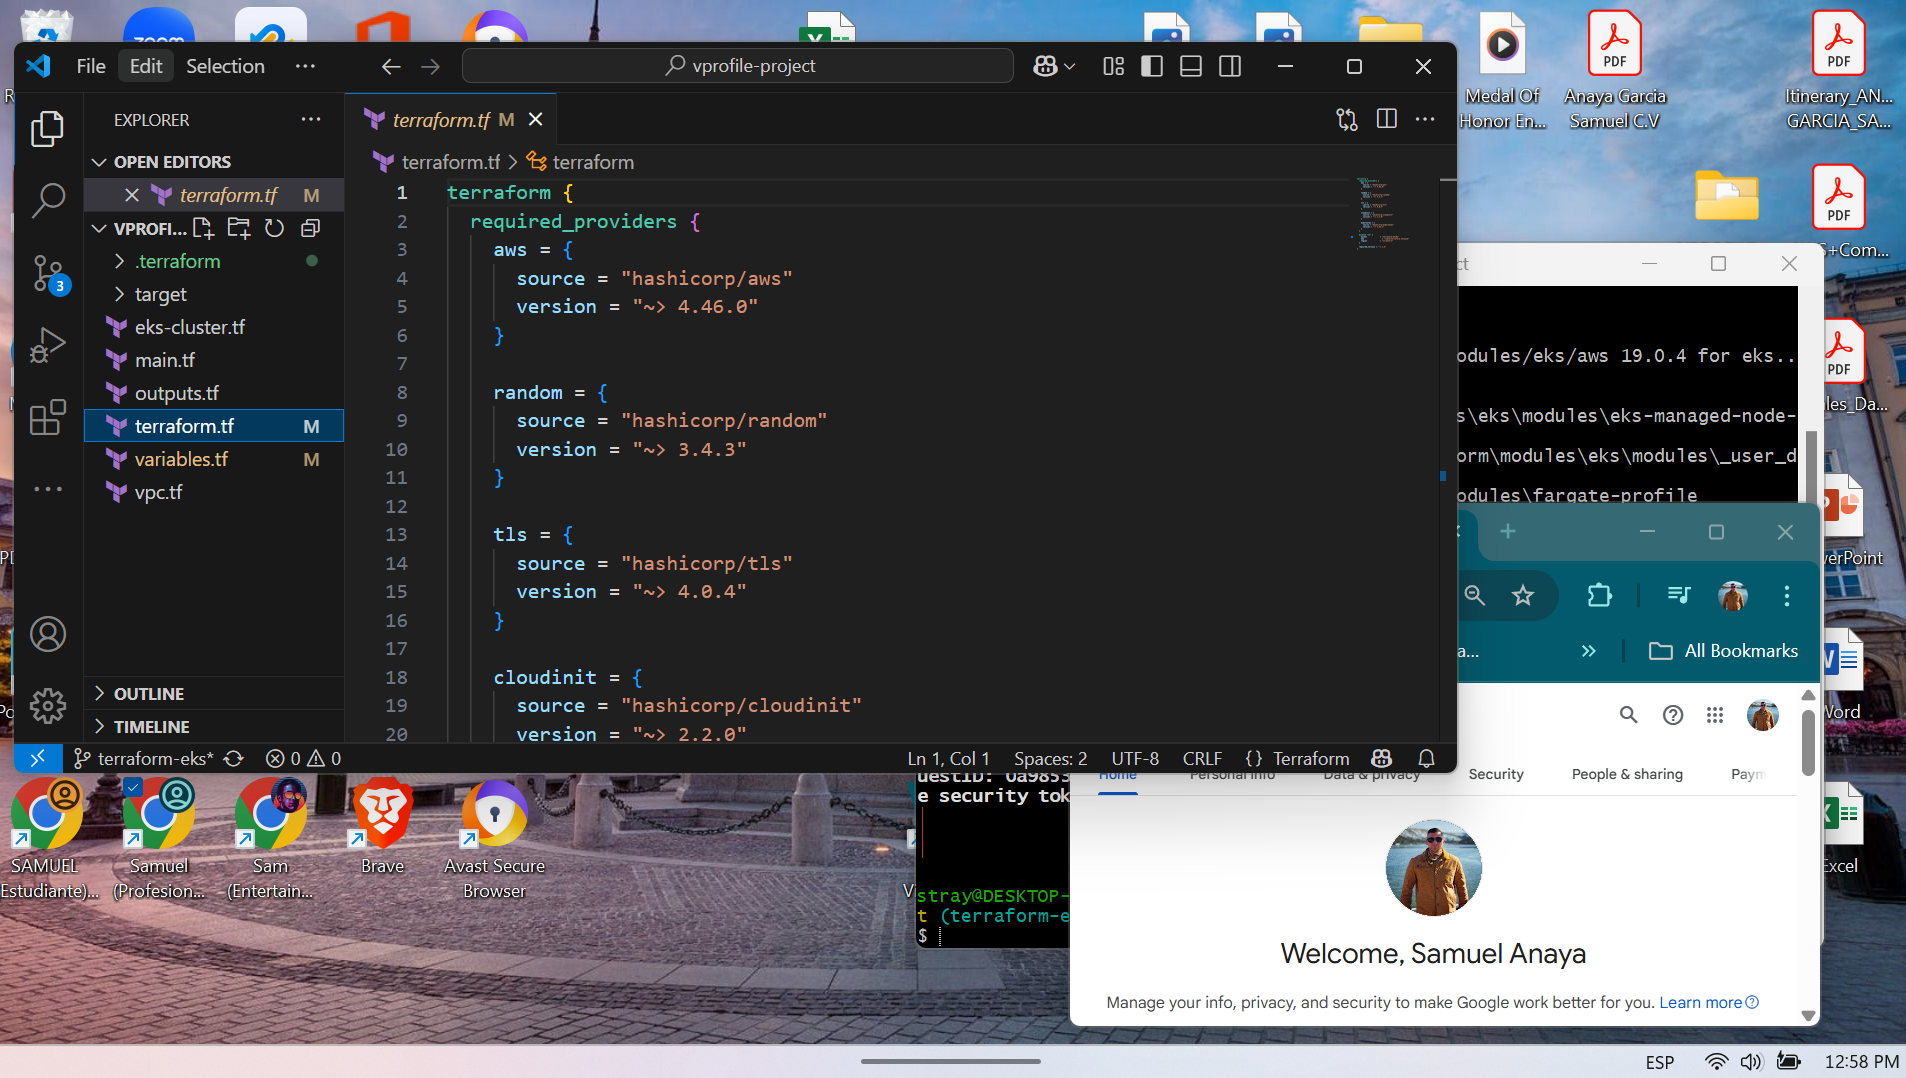 zoom
File Edit Selection ···
vprofile-project
EXPLORER
OPEN EDITORS
terraform.tf M
VPROFI...
.terraform
target
eks-cluster.tf
main.tf
outputs.tf
terraform.tf M
variables.tf M
vpc.tf
OUTLINE
TIMELINE
3
terraform.tf M
terraform.tf > terraform
1 terraform {
2 required_providers {
3 aws = {
4 source = "hashicorp/aws"
5 version = "~> 4.46.0"
6 }
7
8 random = {
9 source = "hashicorp/random"
10 version = "~> 3.4.3"
11 }
12
13 tls = {
14 source = "hashicorp/tls"
15 version = "~> 4.0.4"
16 }
17
18 cloudinit = {
19 source = "hashicorp/cloudinit"
20 version = "~> 2.2.0"
terraform-eks* 0 0
Ln 1, Col 1 Spaces: 2 UTF-8 CRLF {} Terraform
Medal Of
Honor En...
PDF
Anaya Garcia
Samuel C.V
PDF
Itinerary_AN...
GARCIA_SA...
PDF
S+Com...
PDF
les_Da...
verPoint
Word
Excel
ct
odules/eks/aws 19.0.4 for eks...
s\eks\modules\eks-managed-node-
orm\modules\eks\modules\_user_d
odules\fargate-profile
a...
All Bookmarks
Home Personal info Data & privacy Security People & sharing Paym
Welcome, Samuel Anaya
Manage your info, privacy, and security to make Google work better for you. Learn more
uestID: 0a9853
e security tok
stray@DESKTOP-
t (terraform-e
$
SAMUEL
Estudiante)...
Samuel
(Profesion...
Sam
(Entertain...
Brave
Avast Secure
Browser
ESP
12:58 PM